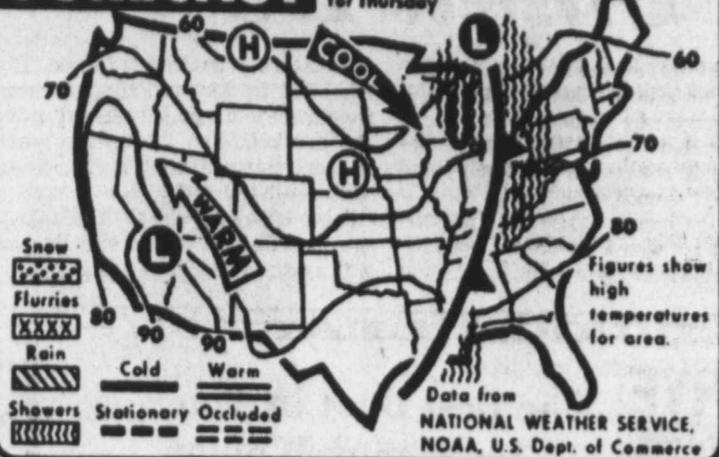 for Thursday
60
H
COOL
L
60
70
70
H
WARM
L
80
Snow
Flurries
Rain
Showers
80
90
90
Cold
Warm
Stationary
Occluded
Figures show
high
temperatures
for area.
Data from
NATIONAL WEATHER SERVICE,
NOAA, U.S. Dept. of Commerce